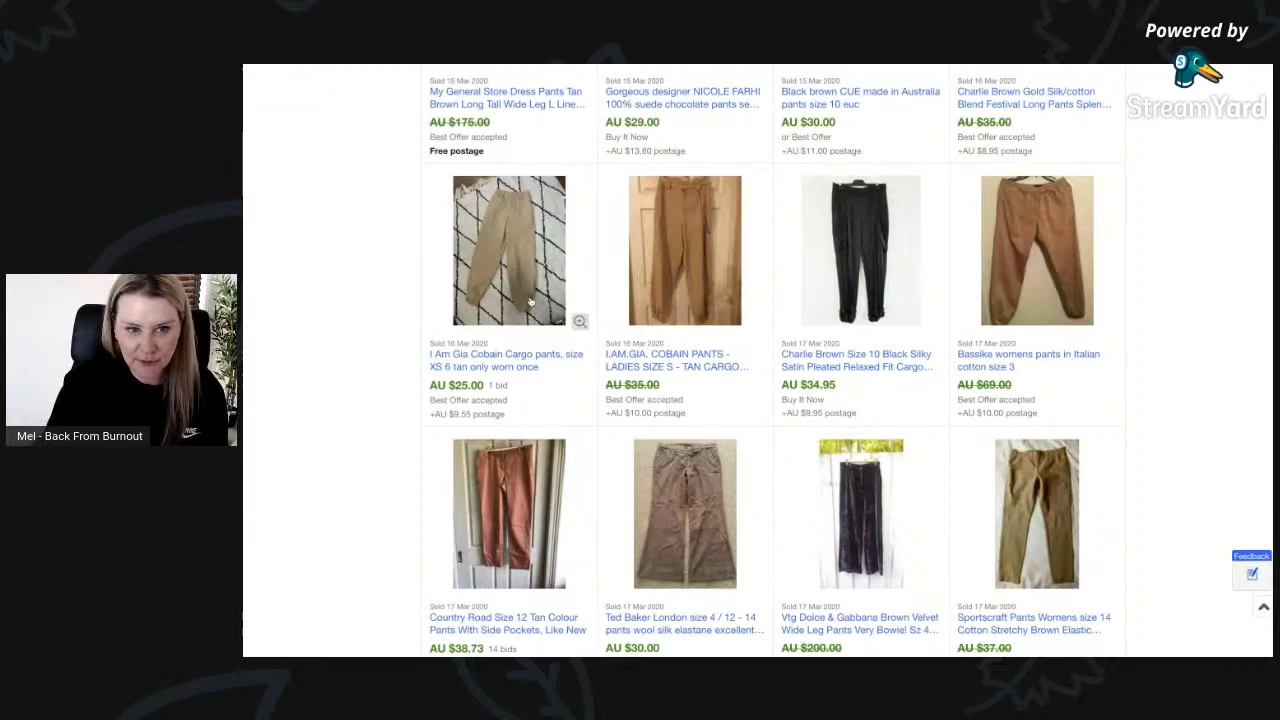 Powered by
StreamYard
Sold 15 Mar 2020
My General Store Dress Pants Tan
Brown Long Tall Wide Leg L Line...
AU $175.00
Best Offer accepted
Free postage
Sold 15 Mar 2020
Gorgeous designer NICOLE FARHI
100% suede chocolate pants se...
AU $29.00
Buy It Now
+AU $13.80 postage
Sold 15 Mar 2020
Black brown CUE made in Australia
pants size 10 euc
AU $30.00
or Best Offer
+AU $11.00 postage
Sold 16 Mar 2020
Charlie Brown Gold Silk/cotton
Blend Festival Long Pants Splen...
AU $35.00
Best Offer accepted
+AU $8.95 postage
Sold 16 Mar 2020
I Am Gia Cobain Cargo pants, size
XS 6 tan only worn once
AU $25.00 1 bid
Best Offer accepted
+AU $9.55 postage
Sold 16 Mar 2020
I.AM.GIA. COBAIN PANTS -
LADIES SIZE S - TAN CARGO...
AU $35.00
Best Offer accepted
+AU $10.00 postage
Sold 17 Mar 2020
Charlie Brown Size 10 Black Silky
Satin Pleated Relaxed Fit Cargo...
AU $34.95
Buy It Now
+AU $9.95 postage
Sold 17 Mar 2020
Bassike womens pants in Italian
cotton size 3
AU $69.00
Best Offer accepted
+AU $10.00 postage
Sold 17 Mar 2020
Country Road Size 12 Tan Colour
Pants With Side Pockets, Like New
AU $38.73 14 bids
Sold 17 Mar 2020
Ted Baker London size 4 / 12 - 14
pants wool silk elastane excellent...
AU $30.00
Sold 17 Mar 2020
Vtg Dolce & Gabbana Brown Velvet
Wide Leg Pants Very Bowie! Sz 4...
AU $200.00
Sold 17 Mar 2020
Sportscraft Pants Womens size 14
Cotton Stretchy Brown Elastic...
AU $37.00
Feedback
Mel - Back From Burnout